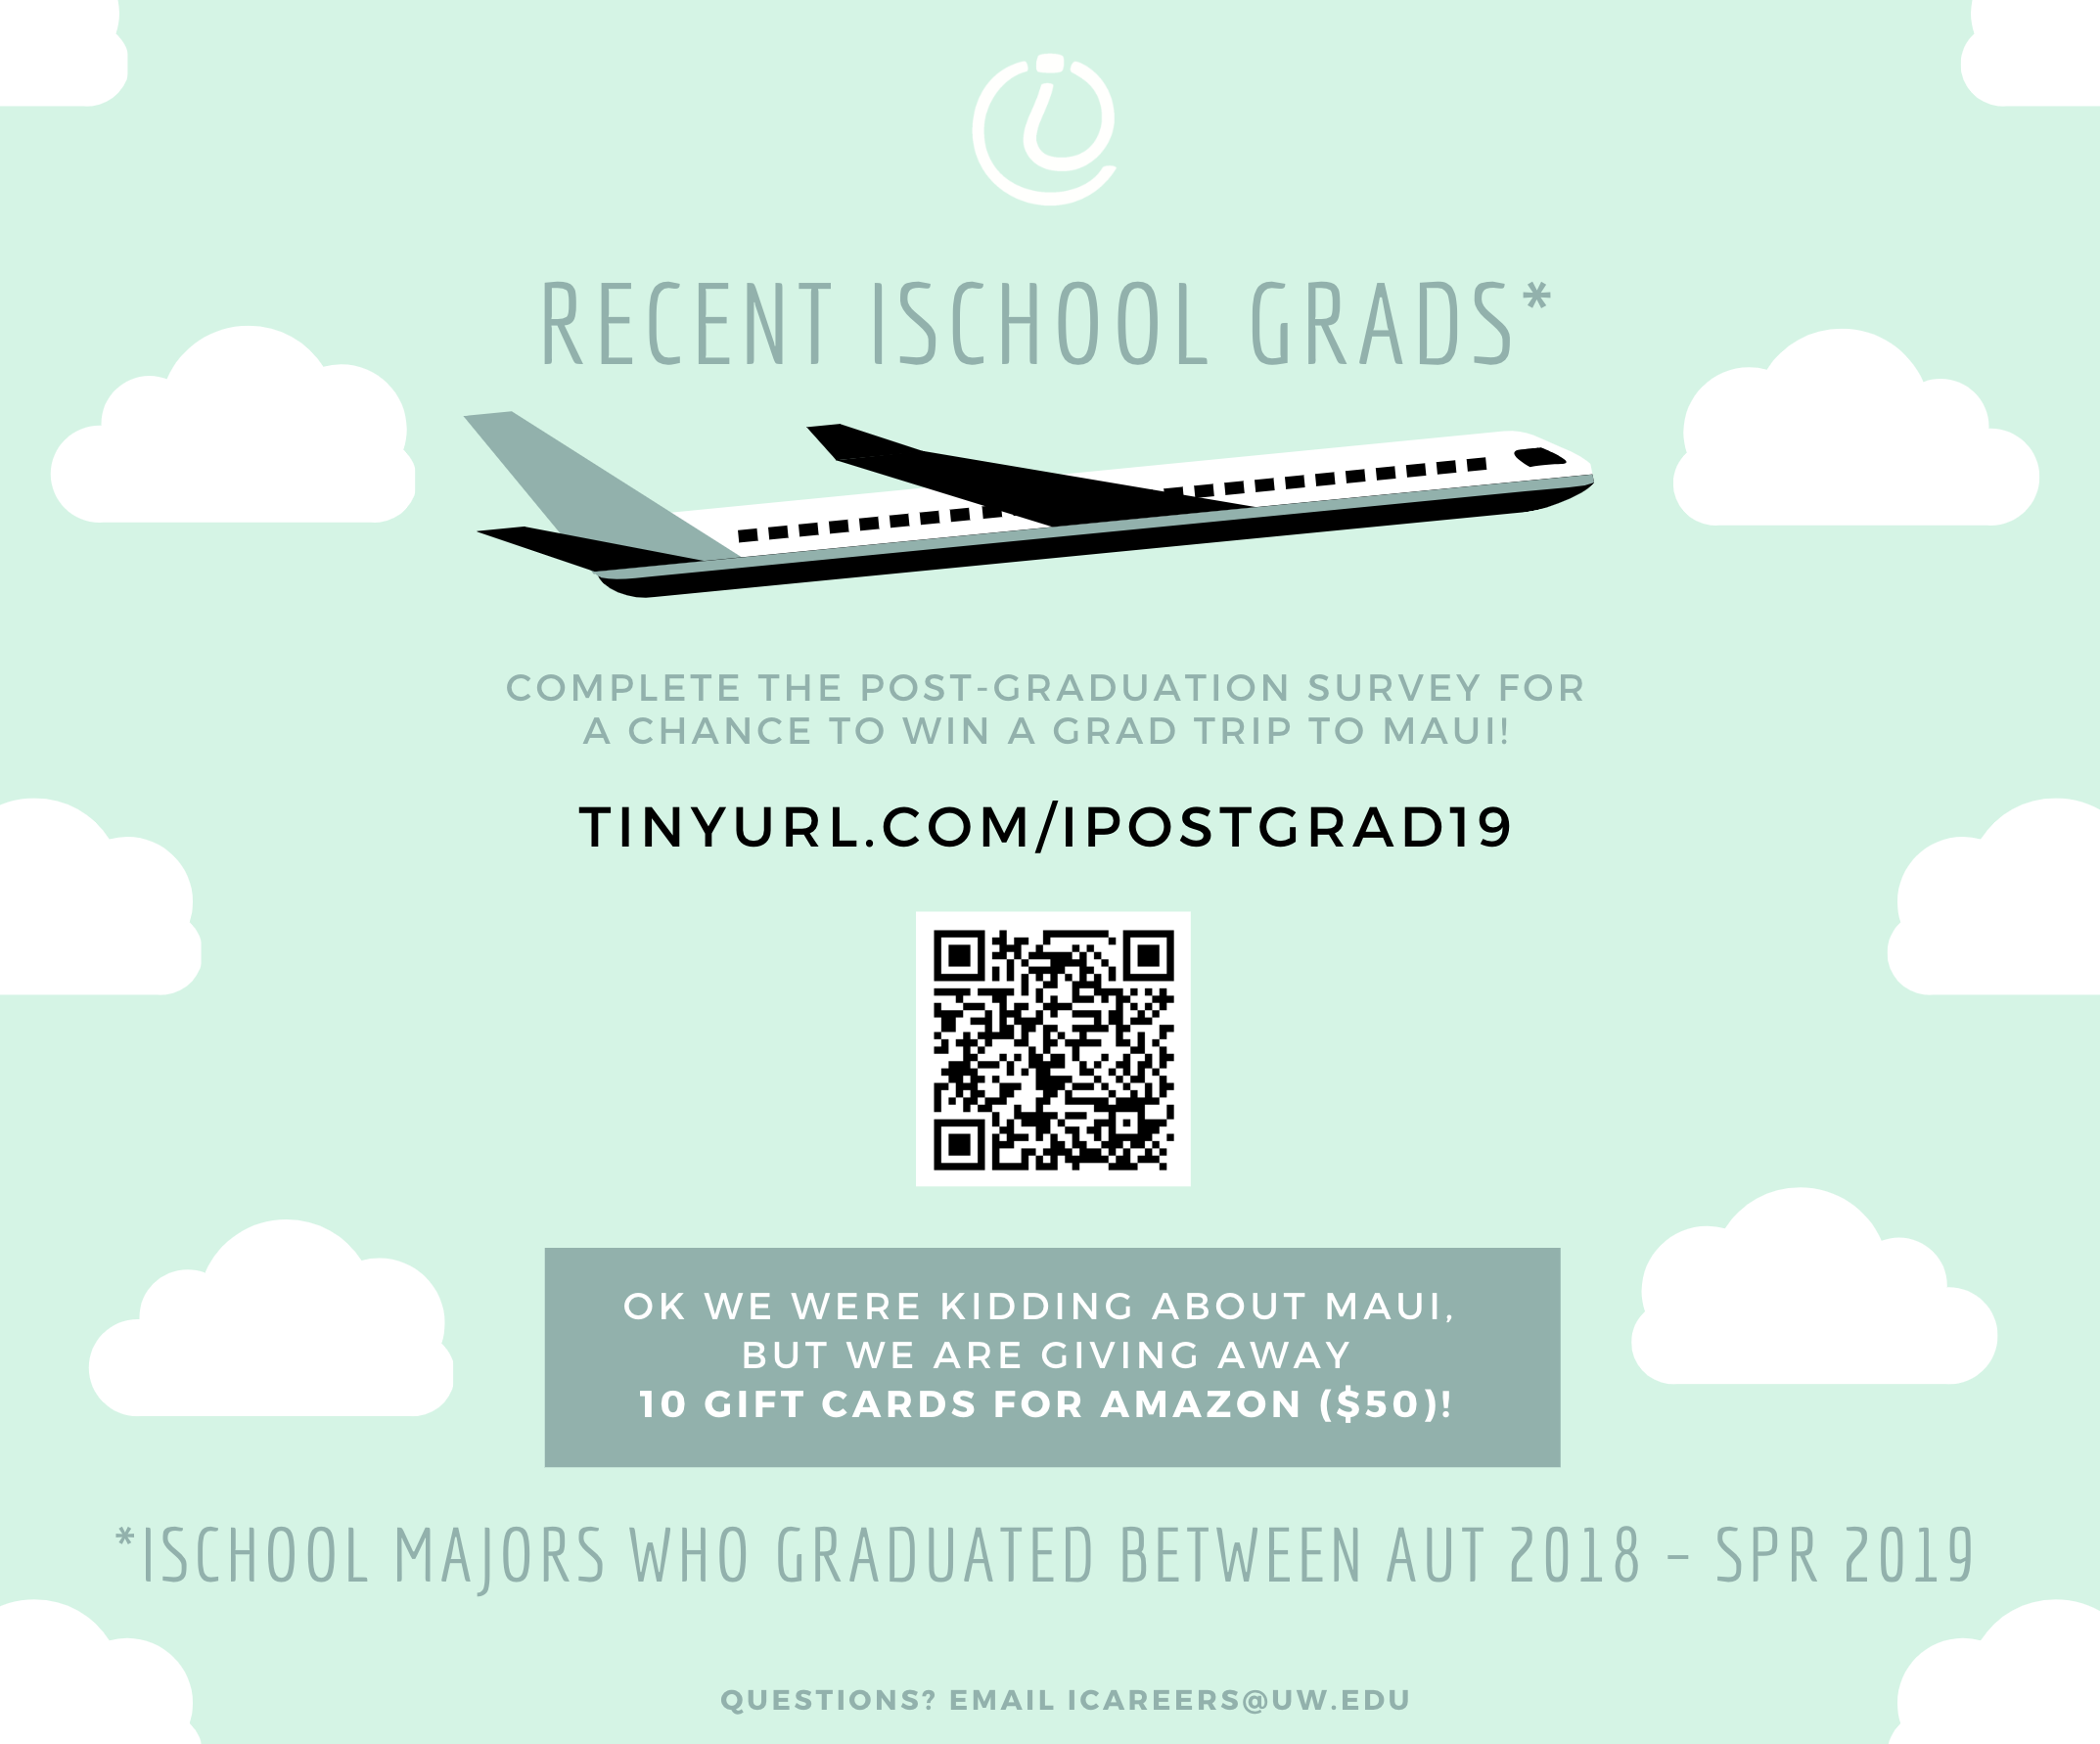 RECENT ISCHOOL GRADS*
COMPLETE THE POST-GRADUATION SURVEY FOR
A CHANCE TO WIN A GRAD TRIP TO MAUI!
TINYURL.COM/IPOSTGRAD19
OK WE WERE KIDDING ABOUT MAUI,
BUT WE ARE GIVING AWAY
10 GIFT CARDS FOR AMAZON ($50)!
*ISCHOOL MAJORS WHO GRADUATED BETWEEN AUT 2018 - SPR 2019
QUESTIONS? EMAIL ICAREERS@UW.EDU